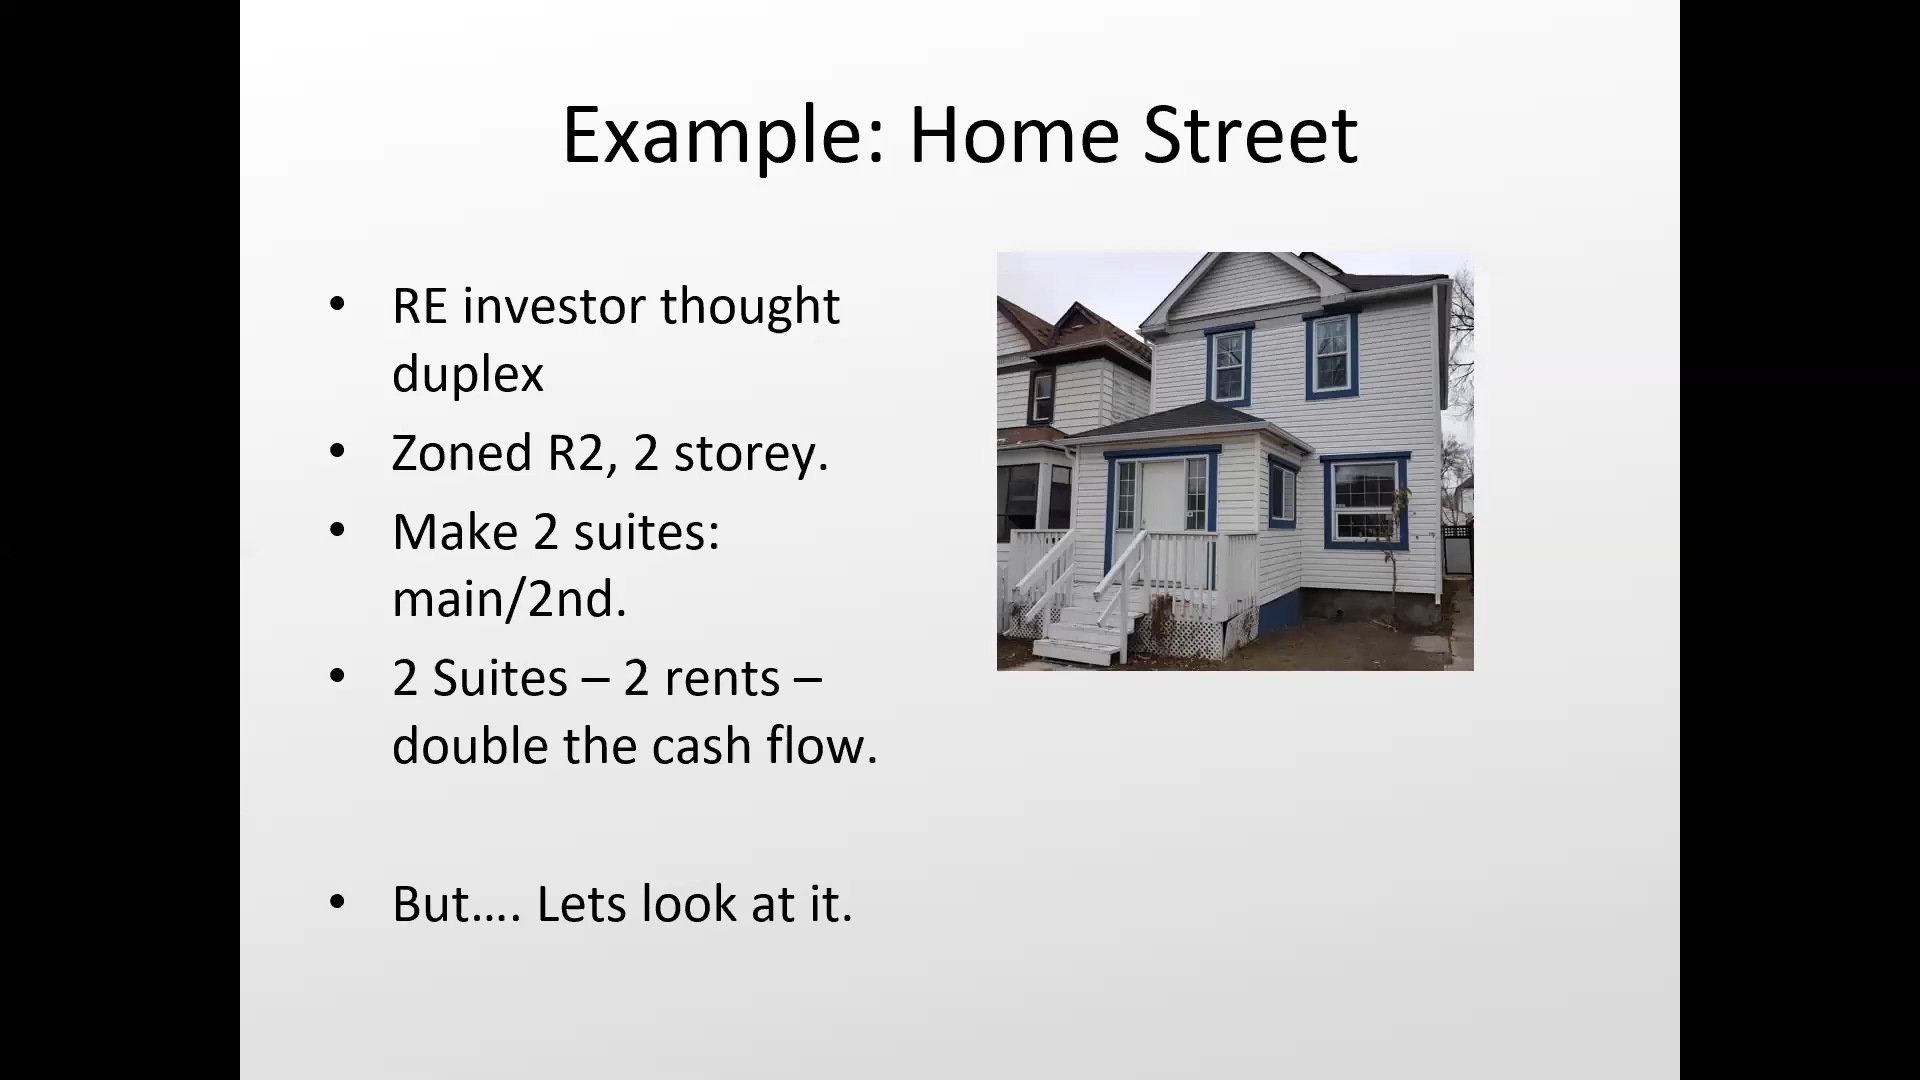 Example: Home Street
• RE investor thought
duplex
• Zoned R2, 2 storey.
• Make 2 suites:
main/2nd.
• 2 Suites – 2 rents –
double the cash flow.
• But…. Lets look at it.